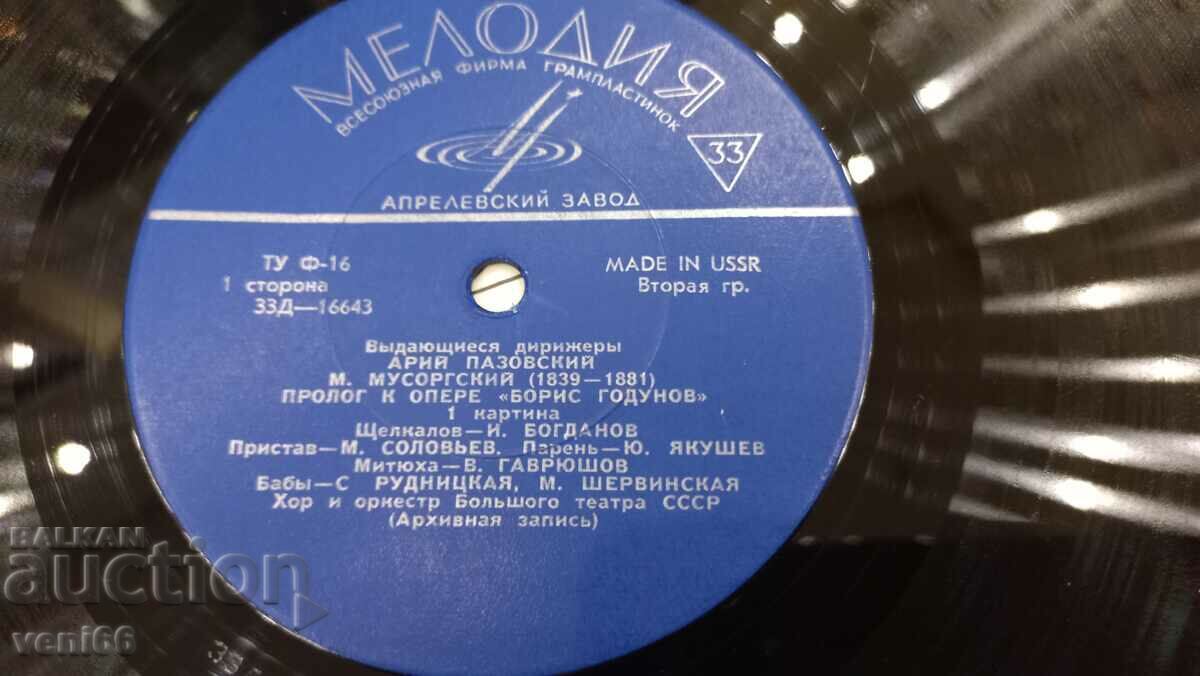 МЕЛОДИЯ
ВСЕСОЮЗНАЯ ФИРМА ГРАМПЛАСТИНОК
33
АПРЕЛЕВСКИЙ ЗАВОД
ТУ Ф-16
MADE IN USSR
1 сторона
Вторая гр.
33Д—16643
Выдающиеся дирижеры
АРИЙ ПАЗОВСКИЙ
М. МУСОРГСКИЙ (1839—1881)
ПРОЛОГ К ОПЕРЕ «БОРИС ГОДУНОВ»
1 картина
Щелкалов—И. БОГДАНОВ
Пристав—М. СОЛОВЬЕВ. Парень—Ю. ЯКУШЕВ
Митюха—В. ГАВРЮШОВ
Бабы—С РУДНИЦКАЯ, М. ШЕРВИНСКАЯ
Хор и оркестр Большого театра СССР
(Архивная запись)
BALKAN
auction
veni66